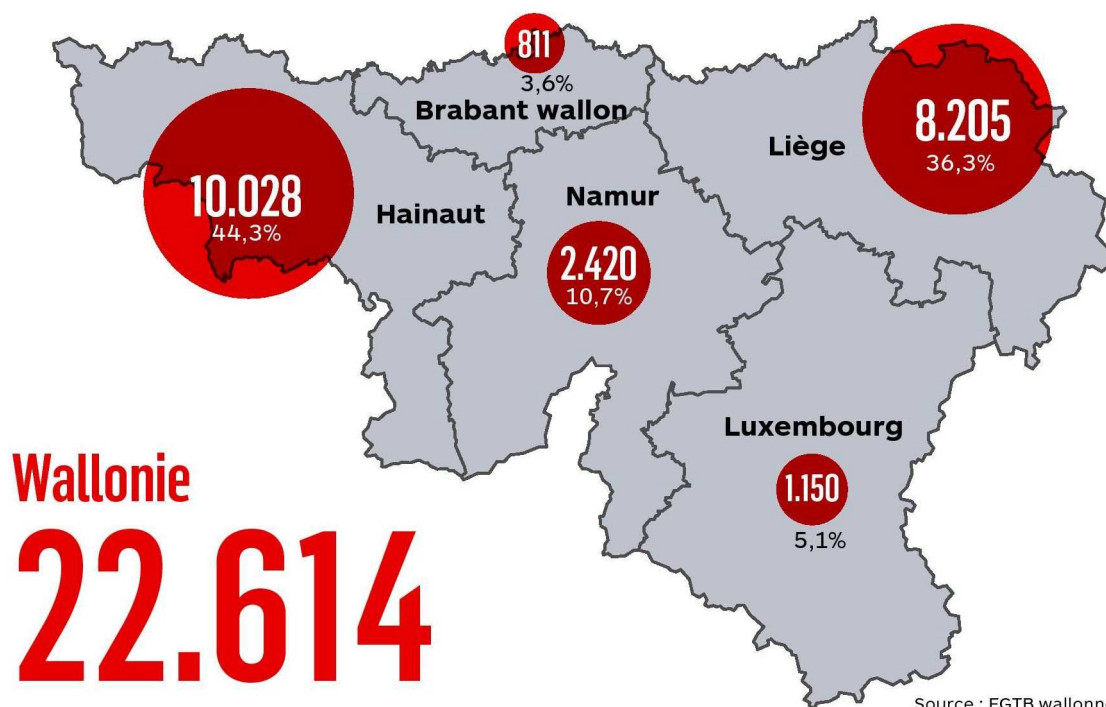 811
3,6%
Brabant wallon
8.205
36,3%
Liège
10.028
44,3%
Hainaut
Namur
2.420
10,7%
Luxembourg
1.150
5,1%
Wallonie
22.614
Source : FGTB wallonne